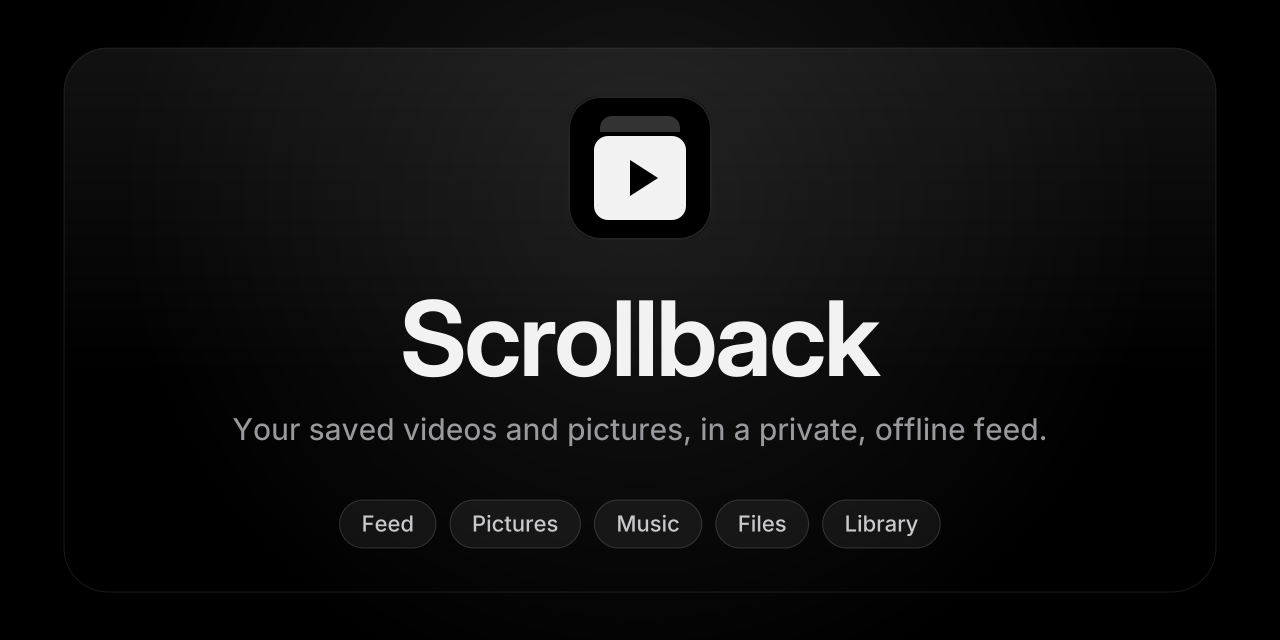 Scrollback
Your saved videos and pictures, in a private, offline feed.
Feed Pictures Music Files Library